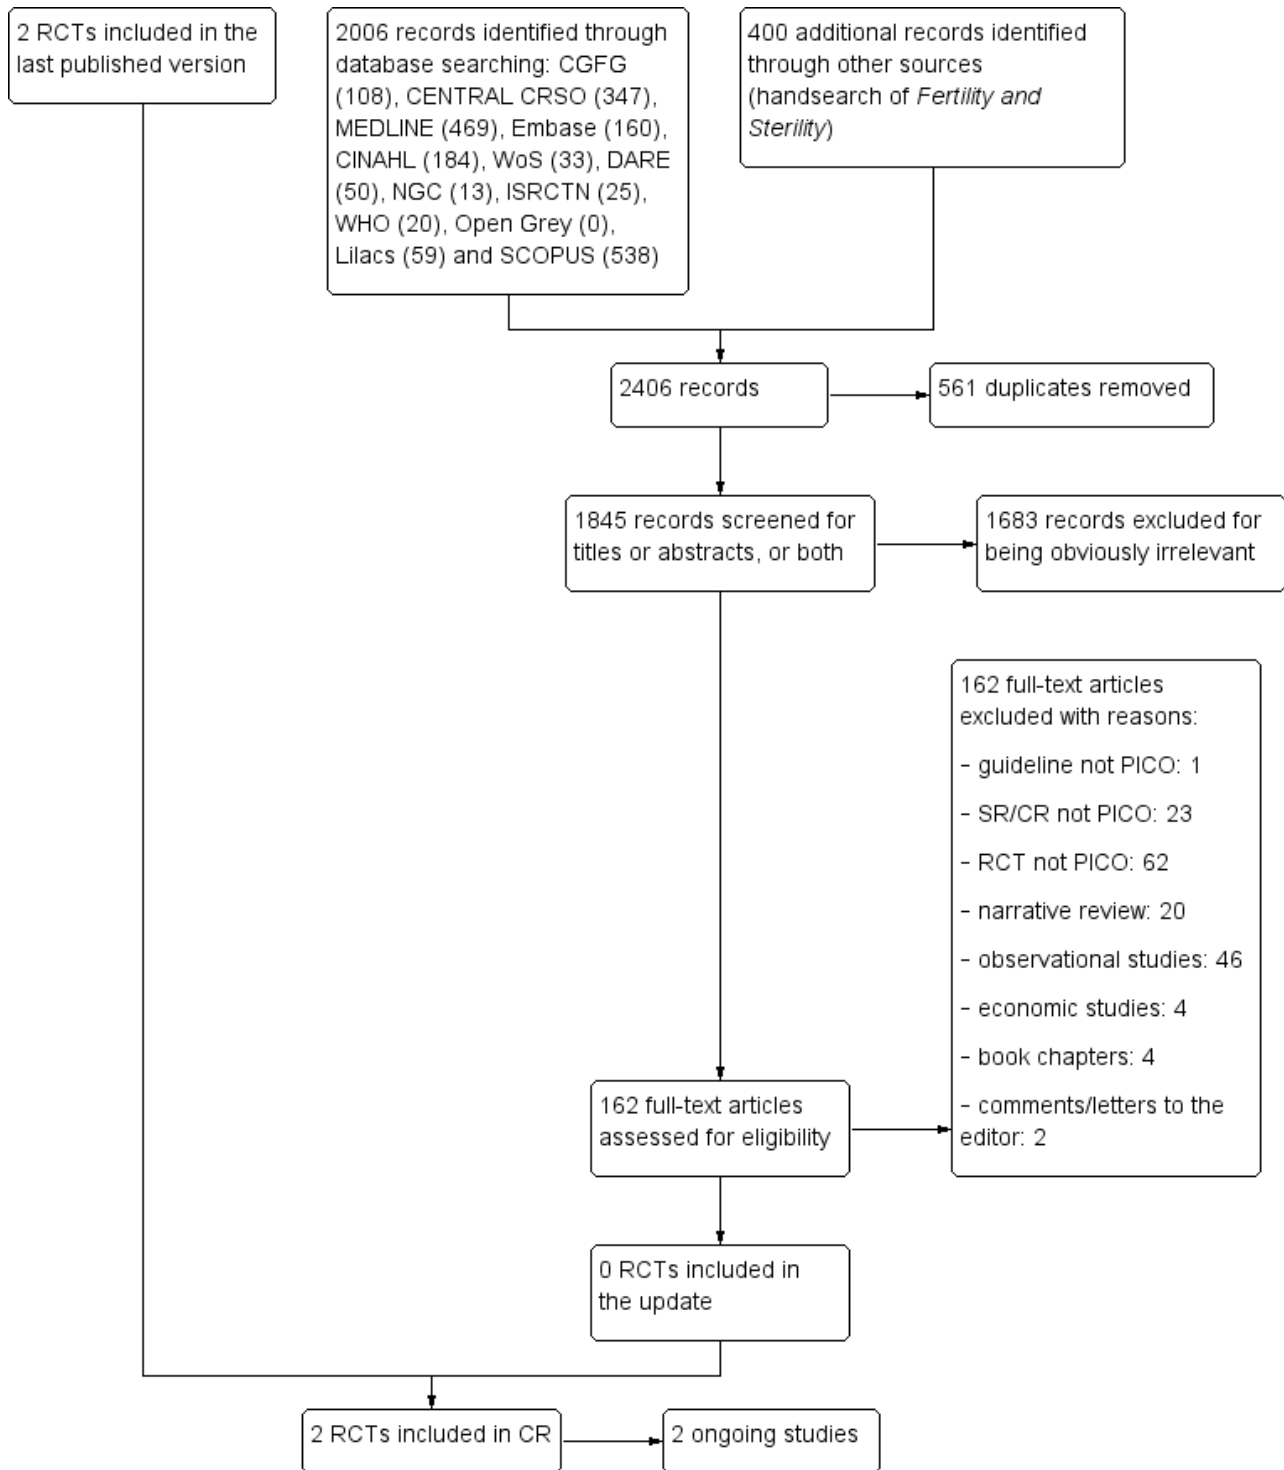 2 RCTs included in the
last published version
2006 records identified through
database searching: CGFG
(108), CENTRAL CRSO (347),
MEDLINE (469), Embase (160),
CINAHL (184), WoS (33), DARE
(50), NGC (13), ISRCTN (25),
WHO (20), Open Grey (0),
Lilacs (59) and SCOPUS (538)
400 additional records identified
through other sources
(handsearch of Fertility and
Sterility)
2406 records
561 duplicates removed
1845 records screened for
titles or abstracts, or both
1683 records excluded for
being obviously irrelevant
162 full-text articles
excluded with reasons:
– guideline not PICO: 1
– SR/CR not PICO: 23
– RCT not PICO: 62
– narrative review: 20
– observational studies: 46
– economic studies: 4
– book chapters: 4
– comments/letters to the
editor: 2
162 full-text articles
assessed for eligibility
0 RCTs included in
the update
2 RCTs included in CR
2 ongoing studies